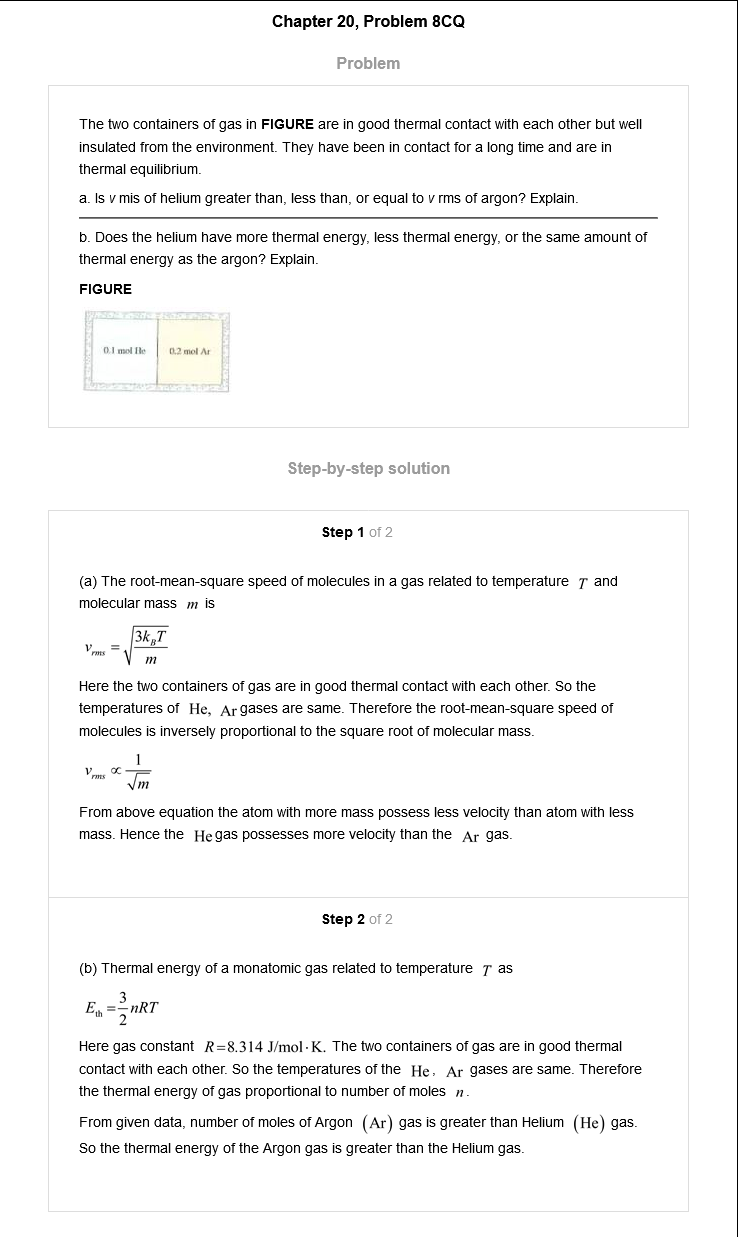 Chapter 20, Problem 8CQ
Problem
The two containers of gas in FIGURE are in good thermal contact with each other but well
insulated from the environment. They have been in contact for a long time and are in
thermal equilibrium.
a. Is v mis of helium greater than, less than, or equal to v rms of argon? Explain.
b. Does the helium have more thermal energy, less thermal energy, or the same amount of
thermal energy as the argon? Explain.
FIGURE
0.1 mol He 0.2 mol Ar
Step-by-step solution
Step 1 of 2
(a) The root-mean-square speed of molecules in a gas related to temperature T and
molecular mass m is
v_rms = √(3k_BT/m)
Here the two containers of gas are in good thermal contact with each other. So the
temperatures of He, Ar gases are same. Therefore the root-mean-square speed of
molecules is inversely proportional to the square root of molecular mass.
v_rms ∝ 1/√m
From above equation the atom with more mass possess less velocity than atom with less
mass. Hence the He gas possesses more velocity than the Ar gas.
Step 2 of 2
(b) Thermal energy of a monatomic gas related to temperature T as
E_th = 3/2 nRT
Here gas constant R=8.314 J/mol·K. The two containers of gas are in good thermal
contact with each other. So the temperatures of the He, Ar gases are same. Therefore
the thermal energy of gas proportional to number of moles n.
From given data, number of moles of Argon (Ar) gas is greater than Helium (He) gas.
So the thermal energy of the Argon gas is greater than the Helium gas.